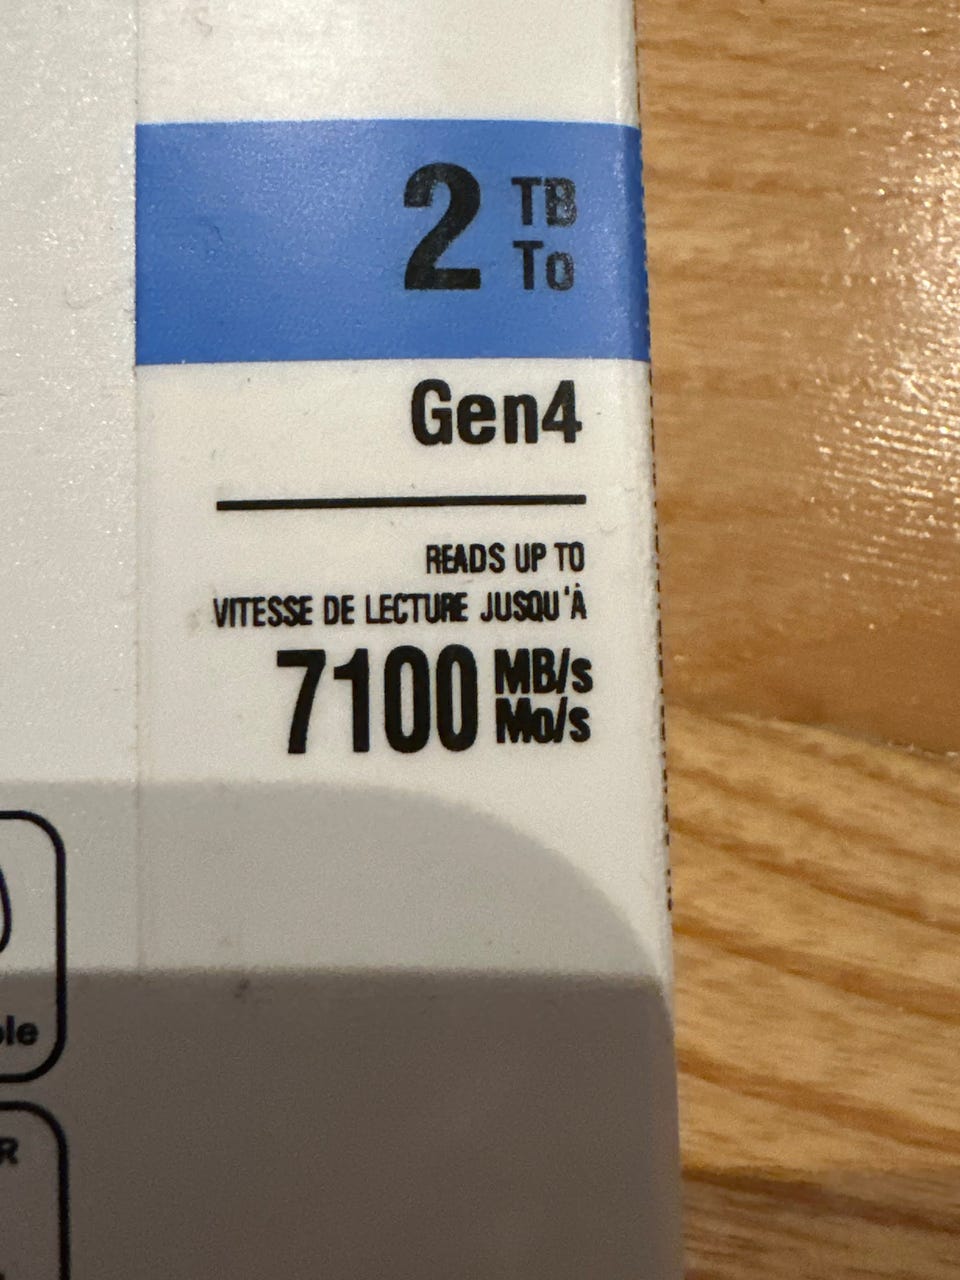 2 TB
To
Gen4
READS UP TO
VITESSE DE LECTURE JUSQU'À
7100 MB/s
Mo/s